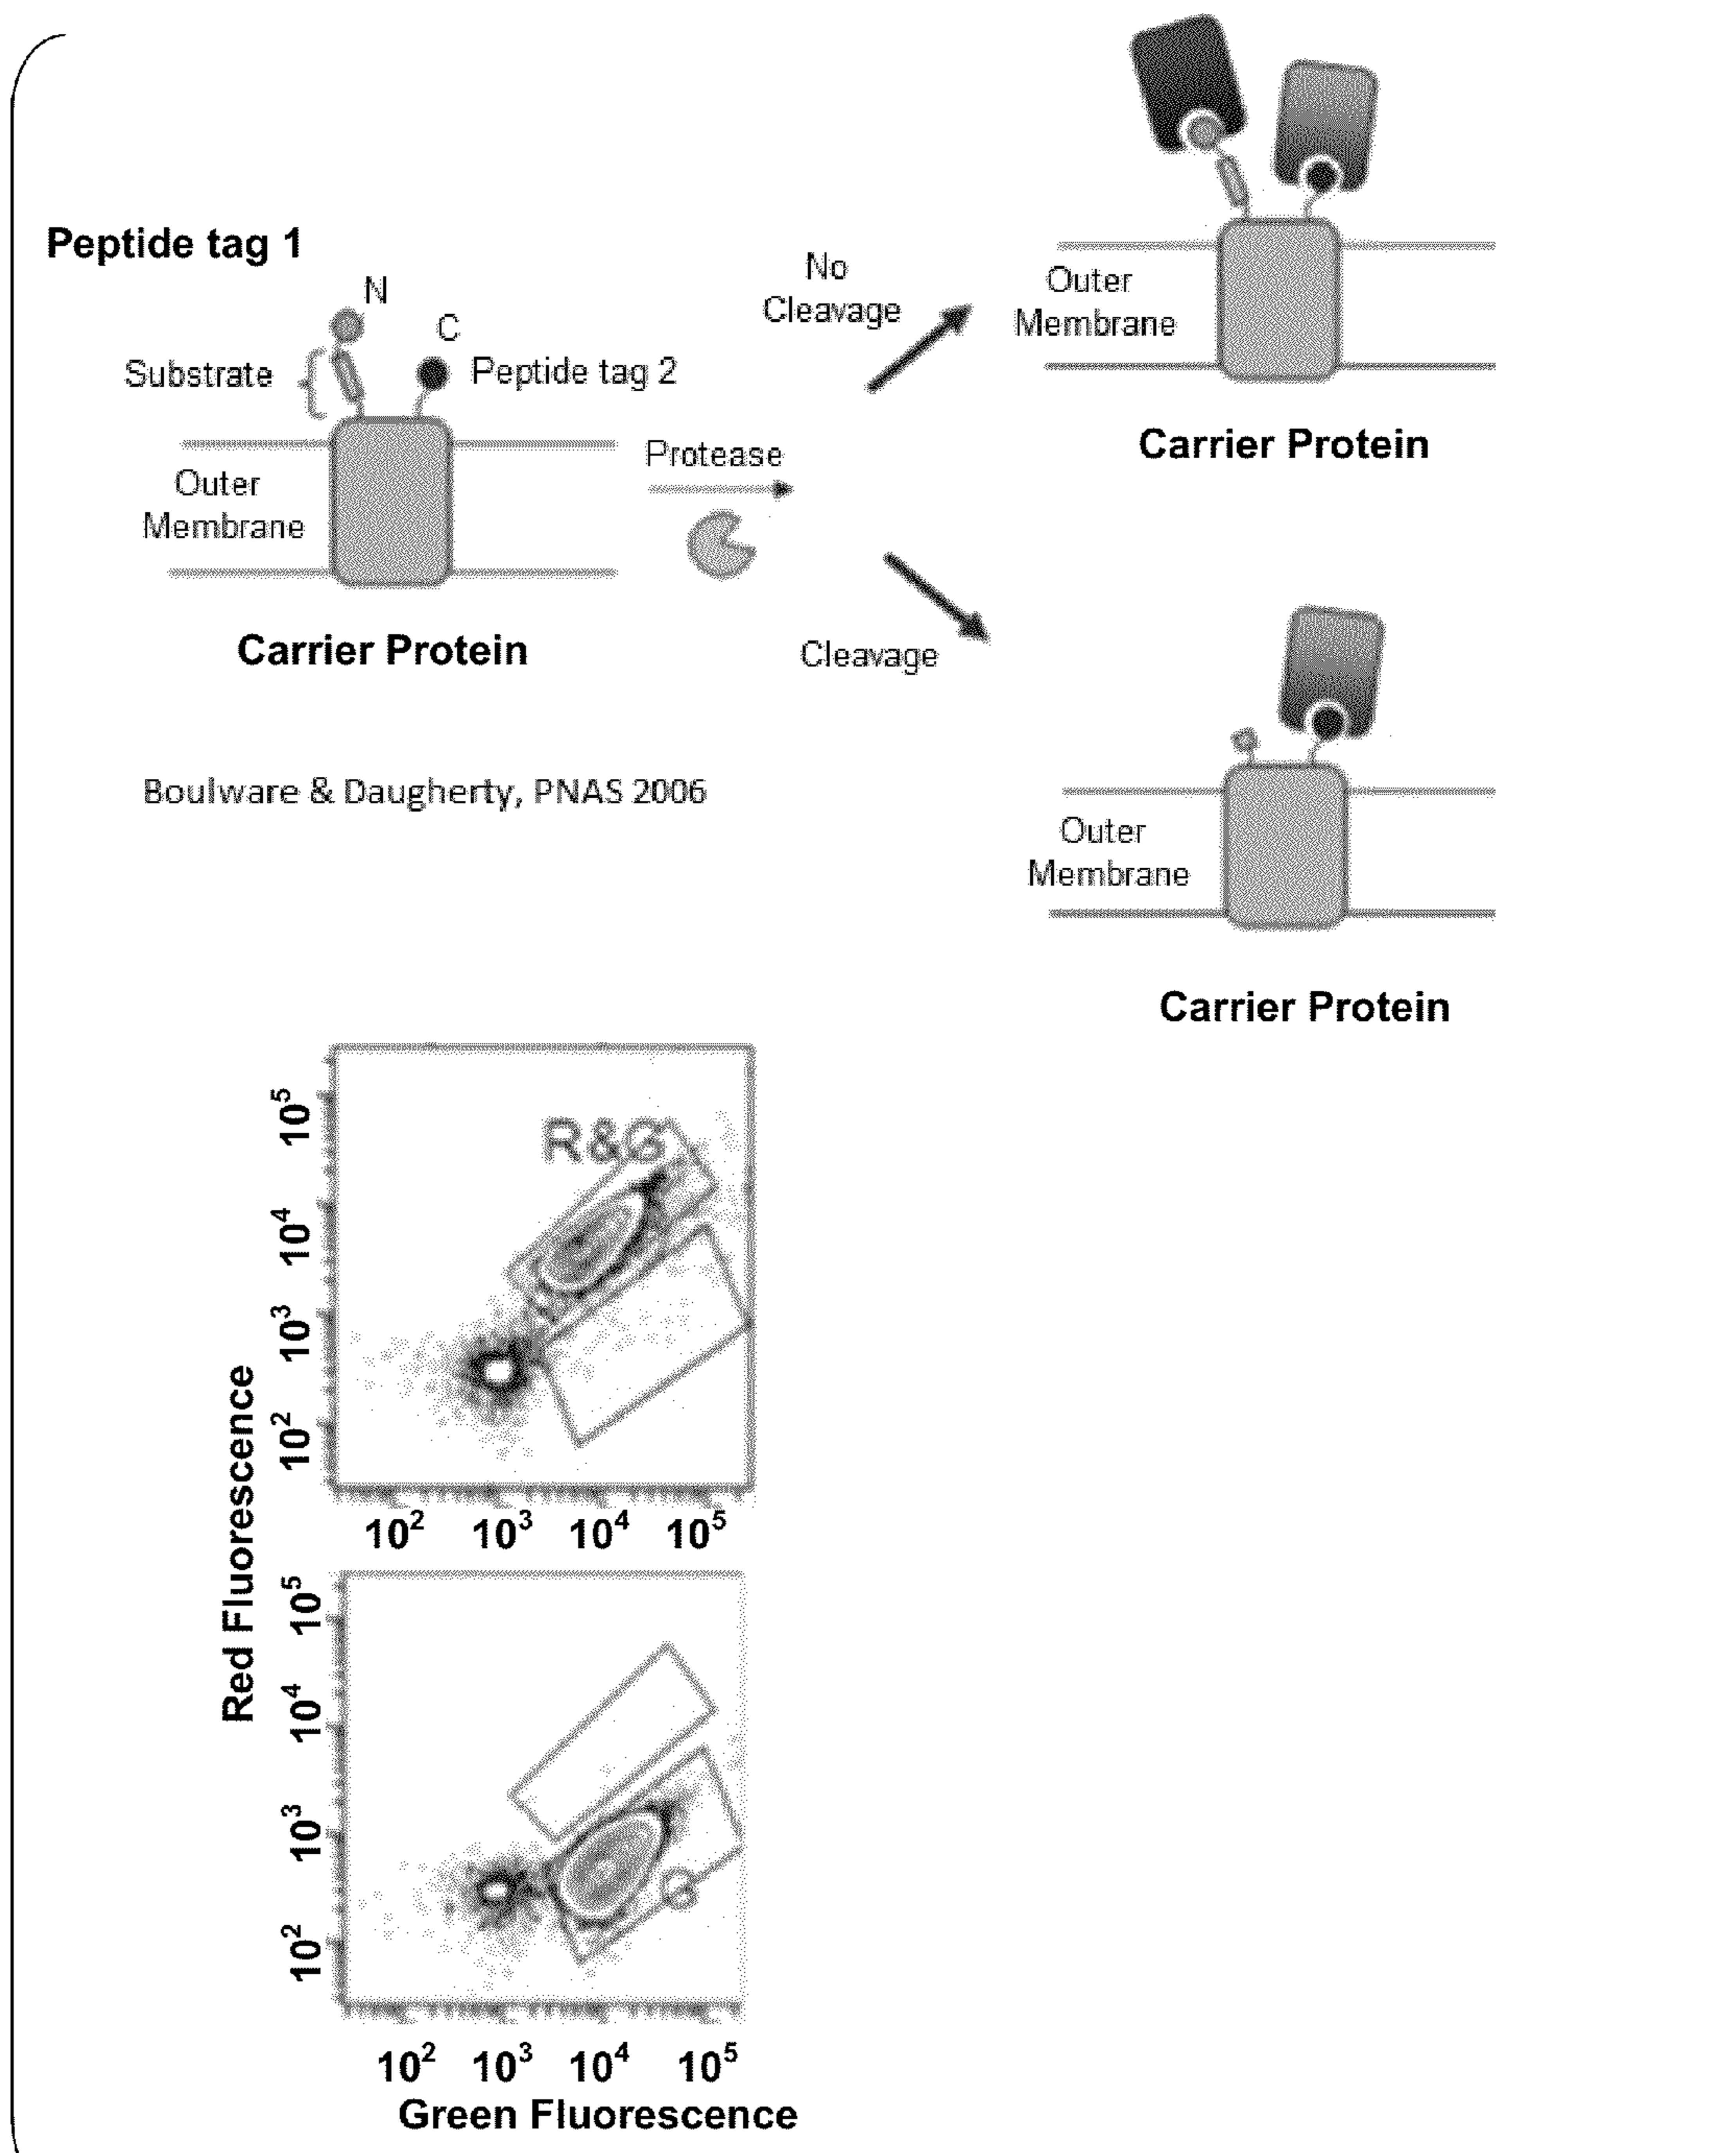 Peptide tag 1
N
C
Substrate
Peptide tag 2
Outer
Membrane
Carrier Protein
Protease
No
Cleavage
Cleavage
Outer
Membrane
Carrier Protein
Outer
Membrane
Carrier Protein
Boulware & Daugherty, PNAS 2006
R&G
10⁵
10⁴
10³
10²
10² 10³ 10⁴ 10⁵
Red Fluorescence
G
10⁵
10⁴
10³
10²
10² 10³ 10⁴ 10⁵
Green Fluorescence